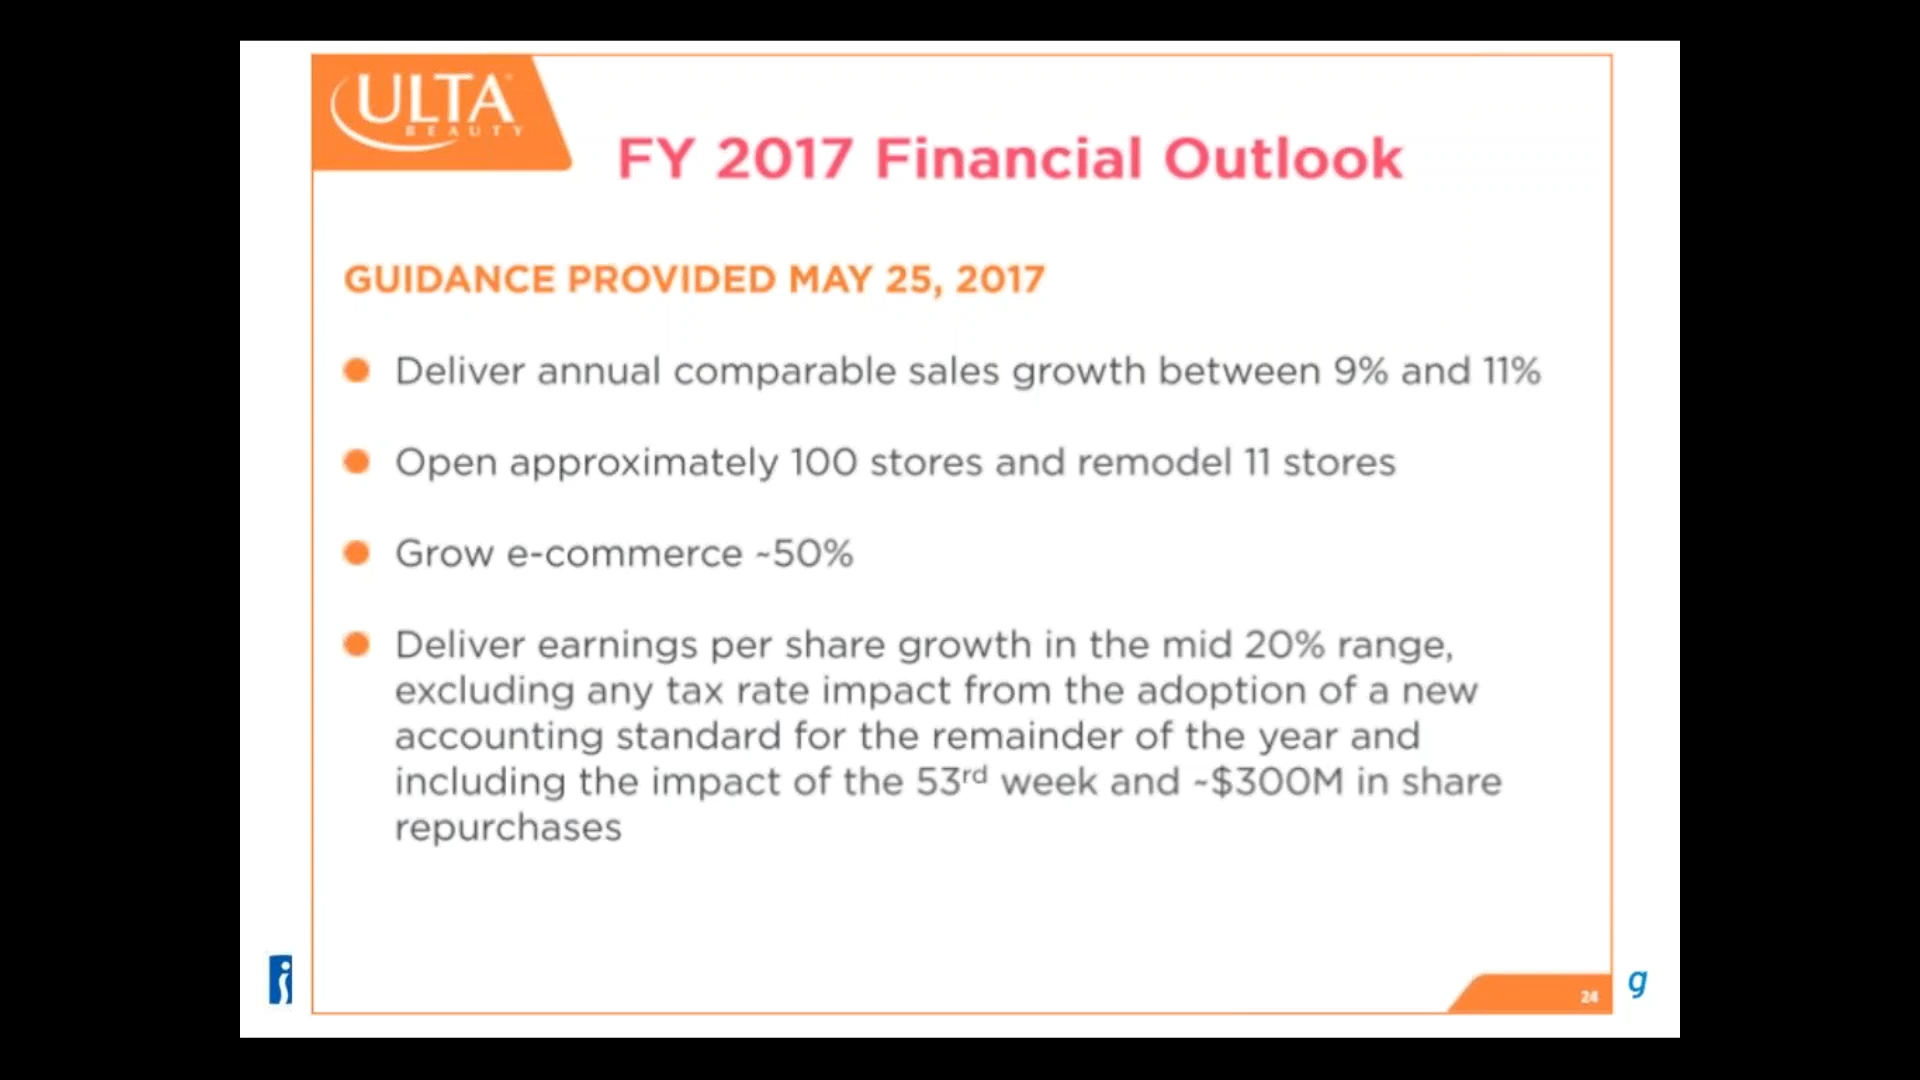 ULTA
BEAUTY
FY 2017 Financial Outlook
GUIDANCE PROVIDED MAY 25, 2017
Deliver annual comparable sales growth between 9% and 11%
Open approximately 100 stores and remodel 11 stores
Grow e-commerce ~50%
Deliver earnings per share growth in the mid 20% range,
excluding any tax rate impact from the adoption of a new
accounting standard for the remainder of the year and
including the impact of the 53rd week and ~$300M in share
repurchases
24
g